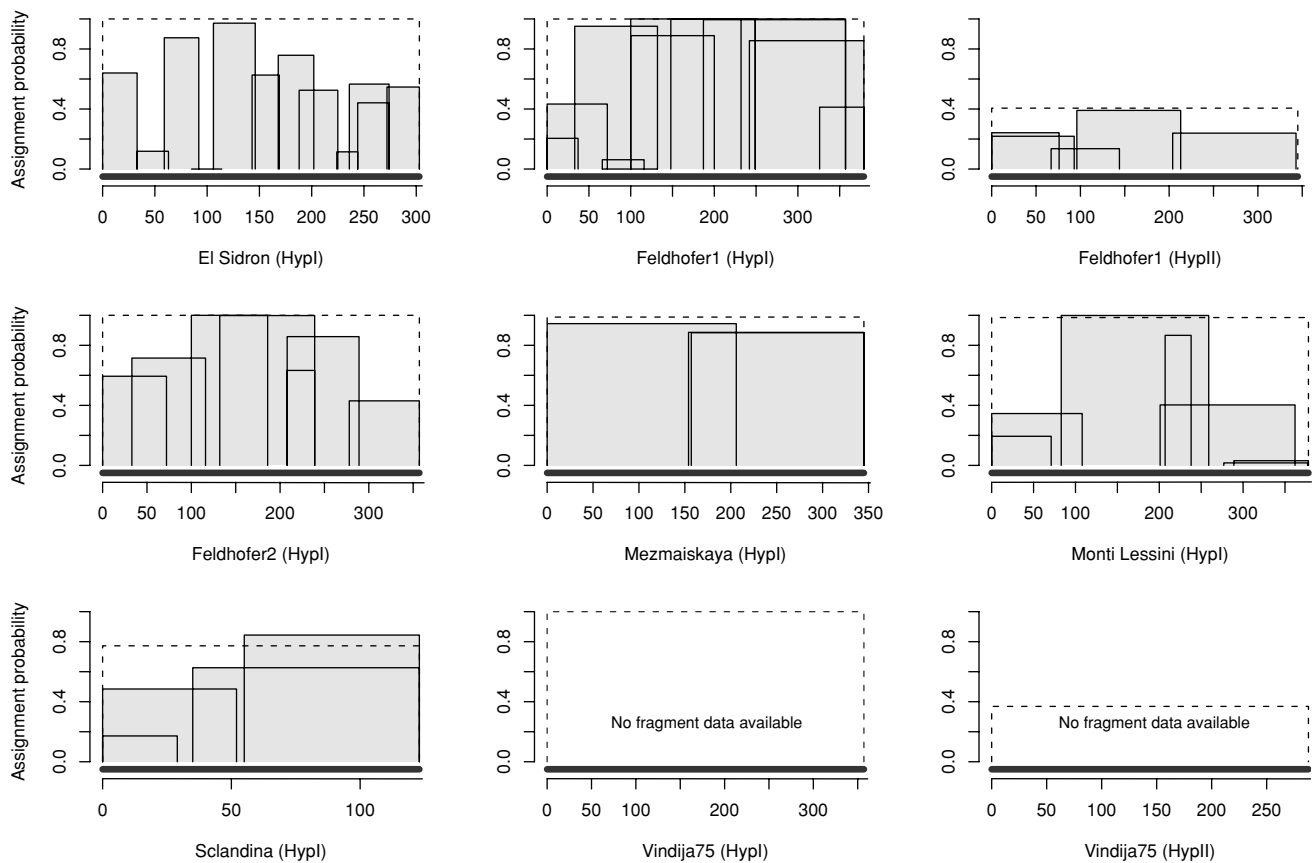 Assignment probability
0.0 0.4 0.8
0 50 100 150 200 250 300
El Sidron (HypI)
0.0 0.4 0.8
0 100 200 300
Feldhofer1 (HypI)
0.0 0.4 0.8
0 50 100 200 300
Feldhofer1 (HypII)
Assignment probability
0.0 0.4 0.8
0 50 100 200 300
Feldhofer2 (HypI)
0.0 0.4 0.8
0 50 100 150 200 250 300 350
Mezmaiskaya (HypI)
0.0 0.4 0.8
0 100 200 300
Monti Lessini (HypI)
Assignment probability
0.0 0.4 0.8
0 50 100
Sclandina (HypI)
0.0 0.4 0.8
No fragment data available
0 50 100 200 300
Vindija75 (HypI)
0.0 0.4 0.8
No fragment data available
0 50 100 150 200 250
Vindija75 (HypII)